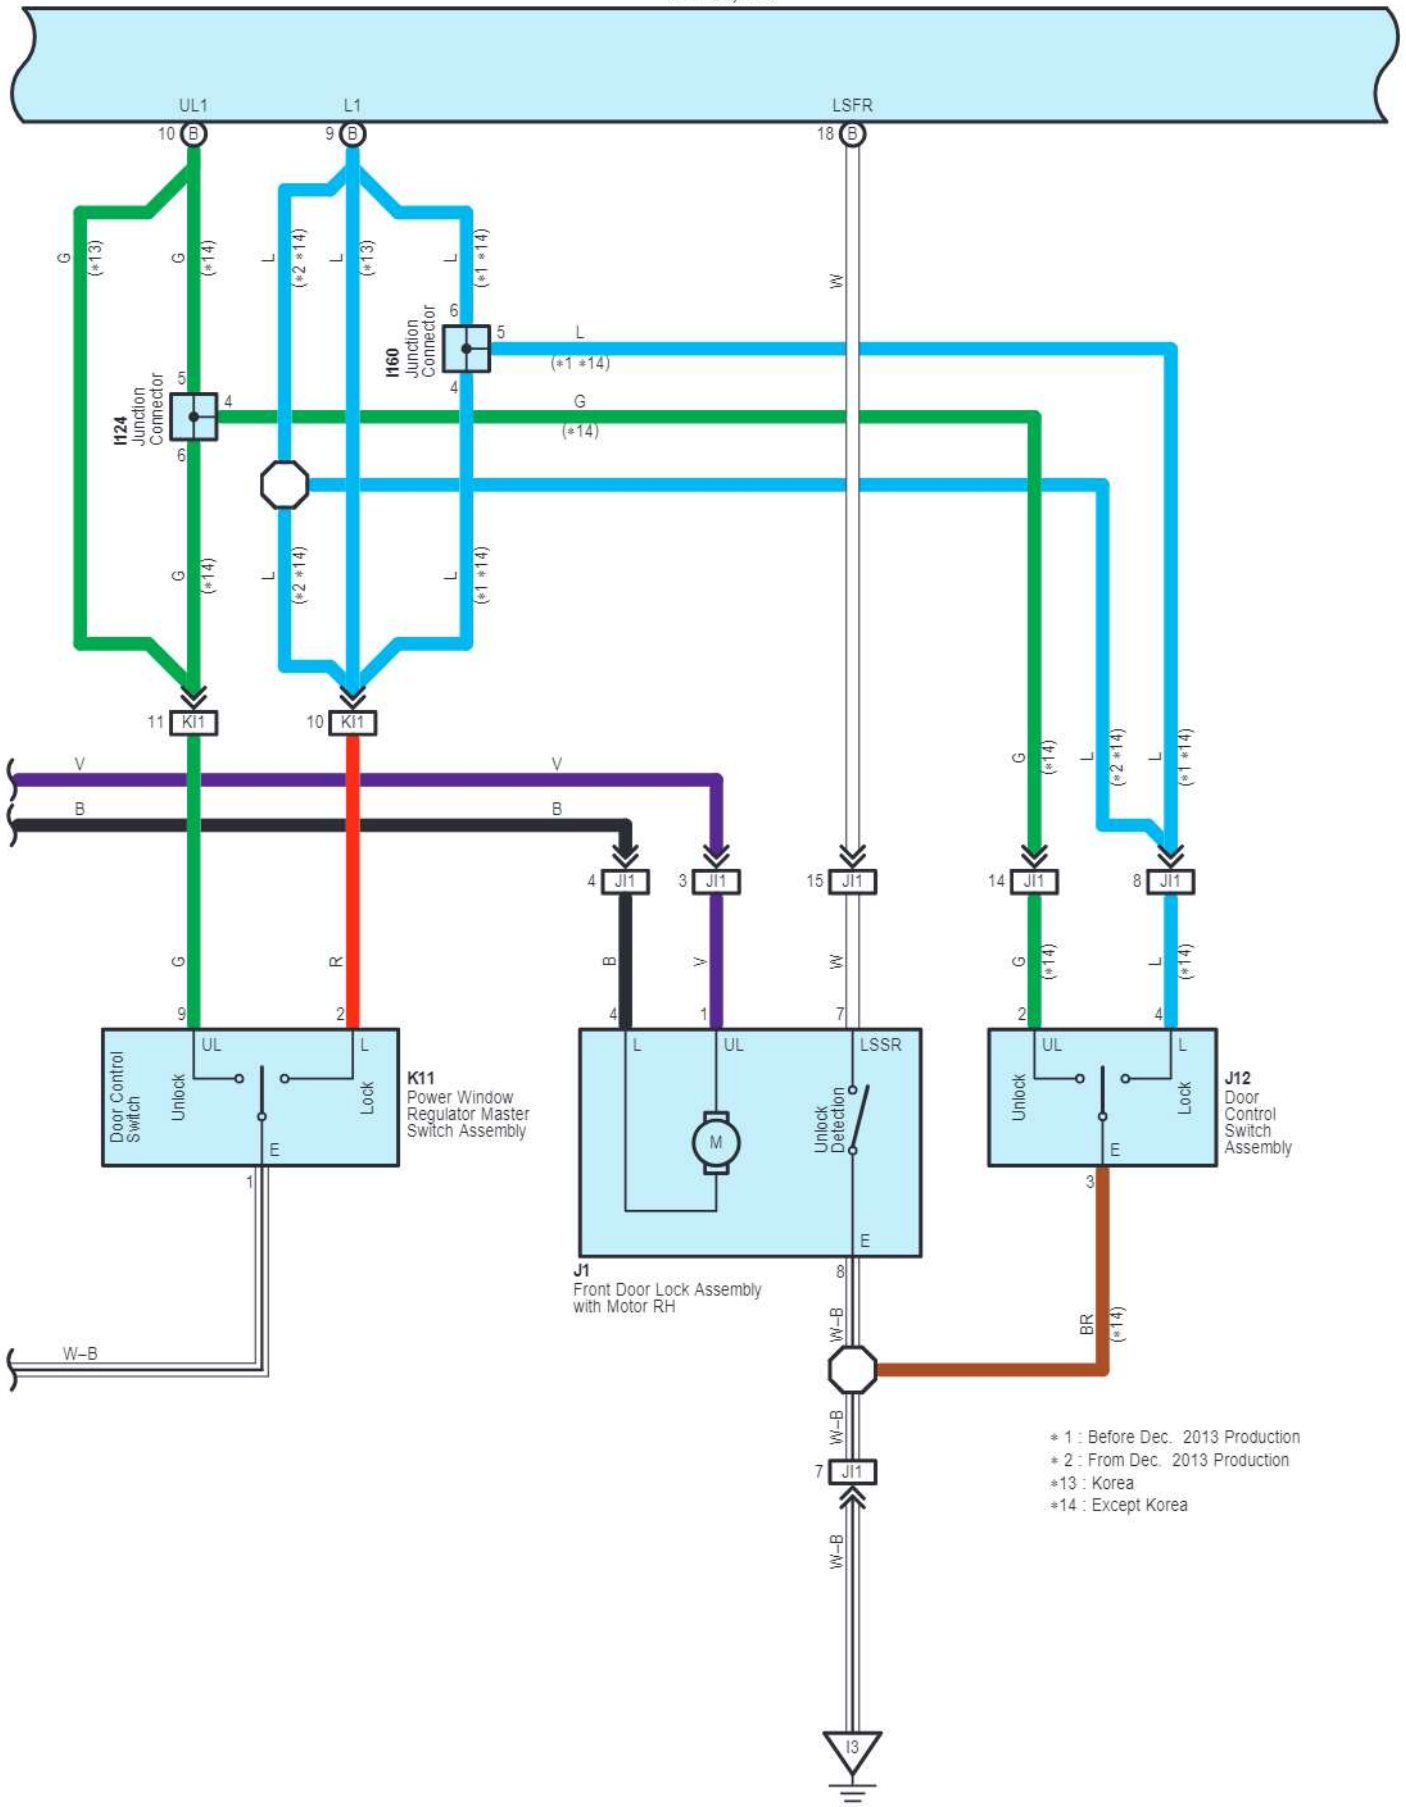 UL1 L1 LSFR
10 B 9 B 18 B
G (*13) G (*14) L (*2 *14) L (*13) L (*1 *14) W
6
I160
Junction
Connector
5 L
(*1 *14)
4
5
I124
Junction
Connector
4 G
(*14)
6
G (*14) L (*2 *14) L (*1 *14)
11 KI1 10 KI1
V V
B B
G (*14) L (*2 *14) L (*1 *14)
4 JI1 3 JI1 15 JI1 14 JI1 8 JI1
G R B V W G (*14) L (*14)
9 2 4 1 7 2 4
UL L L UL LSSR UL L
Door Control
Switch
Unlock Lock
E
1
K11
Power Window
Regulator Master
Switch Assembly
M
Unlock
Detection
E
8
J1
Front Door Lock Assembly
with Motor RH
Unlock Lock
E
3
J12
Door
Control
Switch
Assembly
W-B
W-B
BR (*14)
W-B
7 JI1
W-B
I3
* 1 : Before Dec. 2013 Production
* 2 : From Dec. 2013 Production
*13 : Korea
*14 : Except Korea